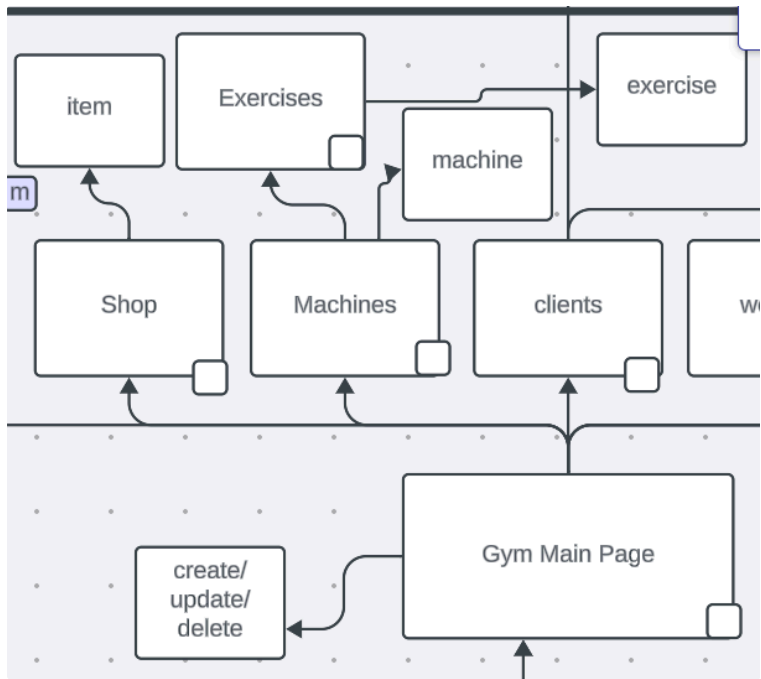 item
Exercises
exercise
machine
m
Shop
Machines
clients
Gym Main Page
create/
update/
delete